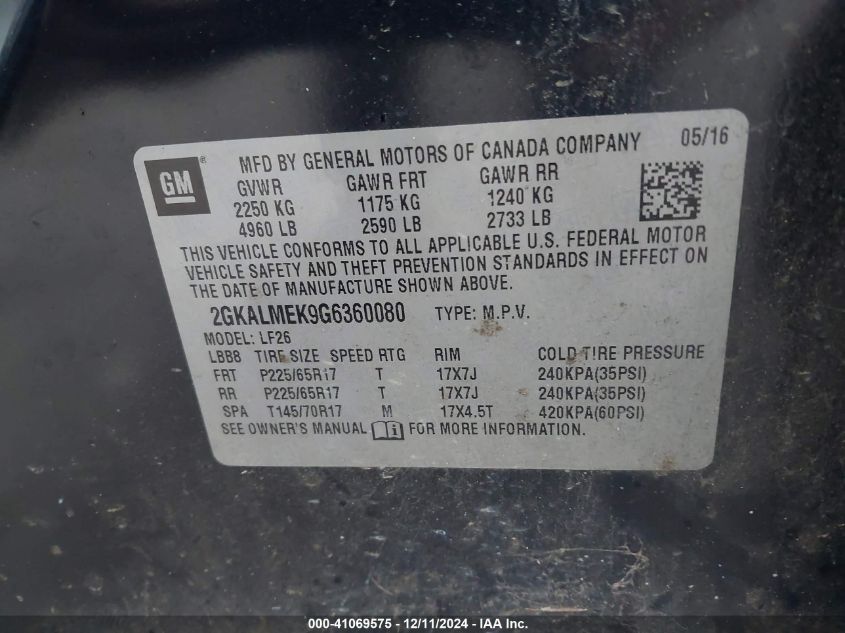 GM ® MFD BY GENERAL MOTORS OF CANADA COMPANY 05/16
GVWR GAWR FRT GAWR RR
2250 KG 1175 KG 1240 KG
4960 LB 2590 LB 2733 LB
THIS VEHICLE CONFORMS TO ALL APPLICABLE U.S. FEDERAL MOTOR
VEHICLE SAFETY AND THEFT PREVENTION STANDARDS IN EFFECT ON
THE DATE OF MANUFACTURE SHOWN ABOVE.
2GKALMEK9G6360080 TYPE: M.P.V.
MODEL: LF26
LBB8 TIRE SIZE SPEED RTG RIM COLD TIRE PRESSURE
FRT P225/65R17 T 17X7J 240KPA(35PSI)
RR P225/65R17 T 17X7J 240KPA(35PSI)
SPA T145/70R17 M 17X4.5T 420KPA(60PSI)
SEE OWNER'S MANUAL i FOR MORE INFORMATION.
000-41069575 - 12/11/2024 - IAA Inc.